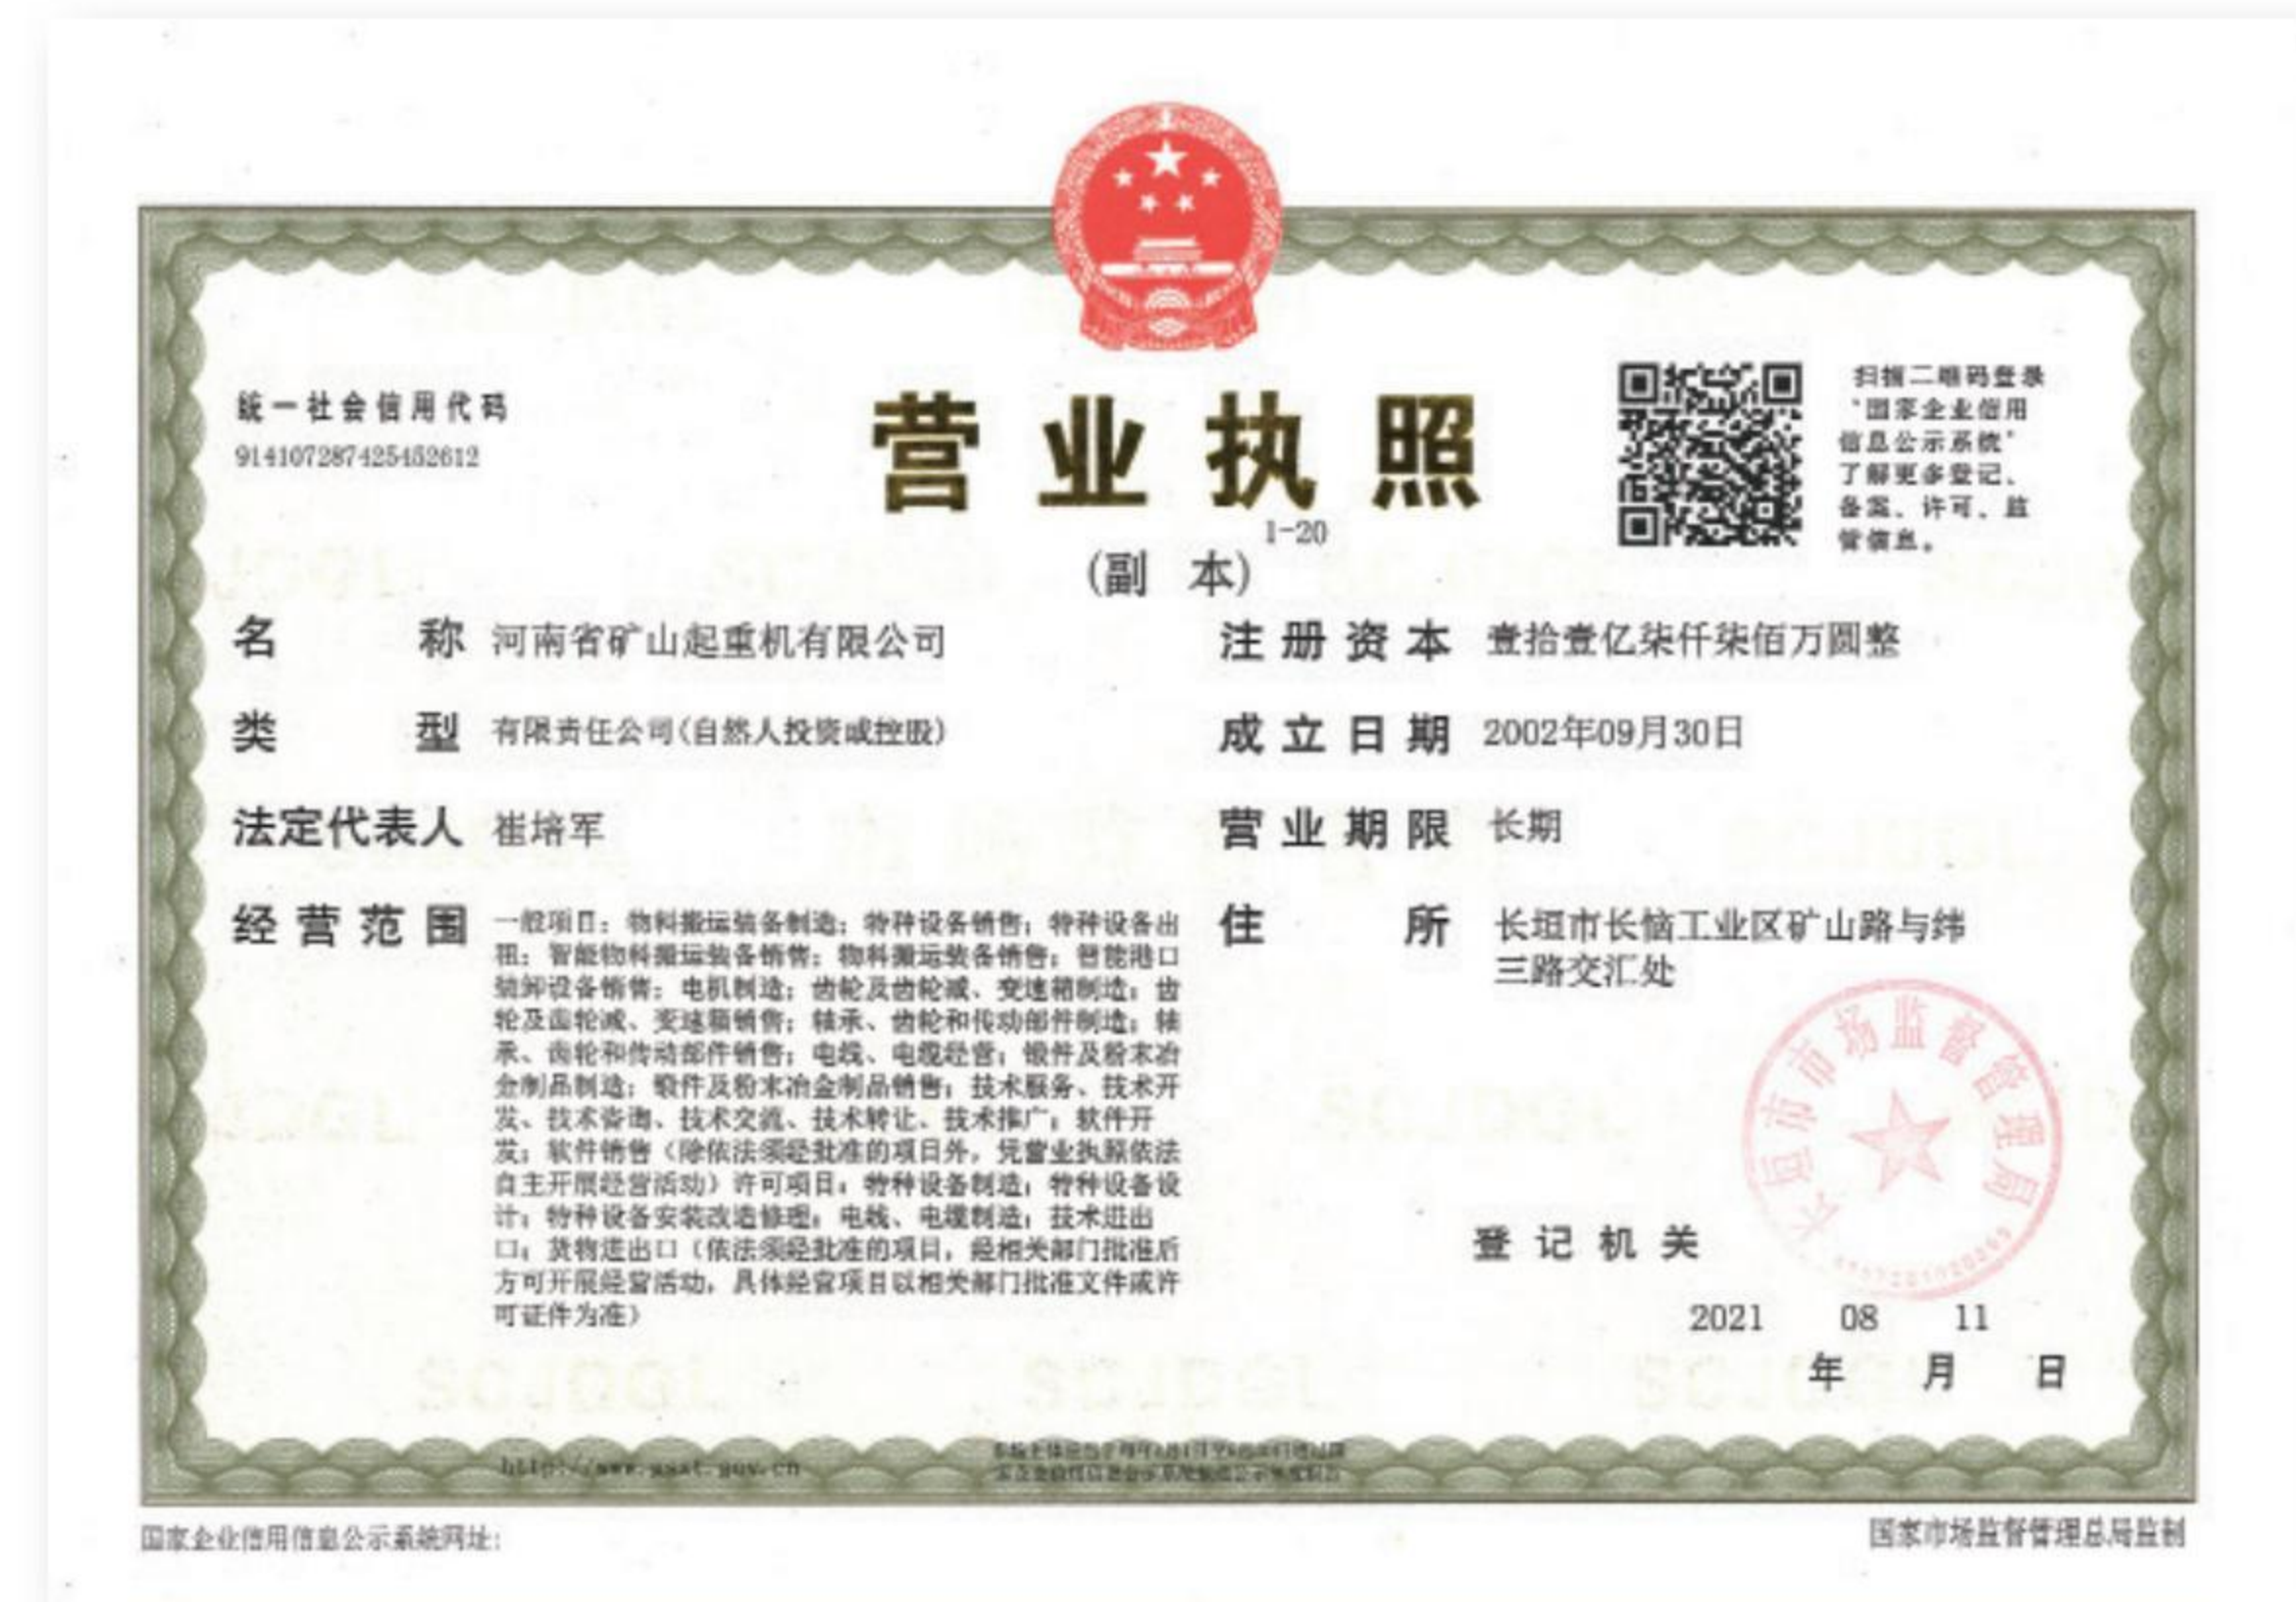 统一社会信用代码
914107287425452612
营业执照
1-20
(副 本)
扫描二维码登录
“国家企业信用
信息公示系统”
了解更多登记、
备案、许可、监
管信息。
名 称 河南省矿山起重机有限公司
类 型 有限责任公司(自然人投资或控股)
法定代表人 崔培军
经营范围 一般项目：物料搬运装备制造；特种设备销售；特种设备出
租；智能物料搬运装备销售；物料搬运装备销售；智能港口
装卸设备销售；电机制造；齿轮及齿轮减、变速箱制造；齿
轮及齿轮减、变速箱销售；轴承、齿轮和传动部件制造；轴
承、齿轮和传动部件销售；电线、电缆经营；锻件及粉末冶
金制品制造；锻件及粉末冶金制品销售；技术服务、技术开
发、技术咨询、技术交流、技术转让、技术推广；软件开
发；软件销售（除依法须经批准的项目外，凭营业执照依法
自主开展经营活动）许可项目：特种设备制造；特种设备设
计；特种设备安装改造修理；电线、电缆制造；技术进出
口；货物进出口（依法须经批准的项目，经相关部门批准后
方可开展经营活动，具体经营项目以相关部门批准文件或许
可证件为准）
注册资本 壹拾壹亿柒仟柒佰万圆整
成立日期 2002年09月30日
营业期限 长期
住 所 长垣市长恼工业区矿山路与纬
三路交汇处
长垣市市场监督管理局
登记机关
2021 08 11
年 月 日
SCJDGL
SCJDGL
SCJDGL
http://www.gsxt.gov.cn
国家企业信用信息公示系统网址：
国家市场监督管理总局监制